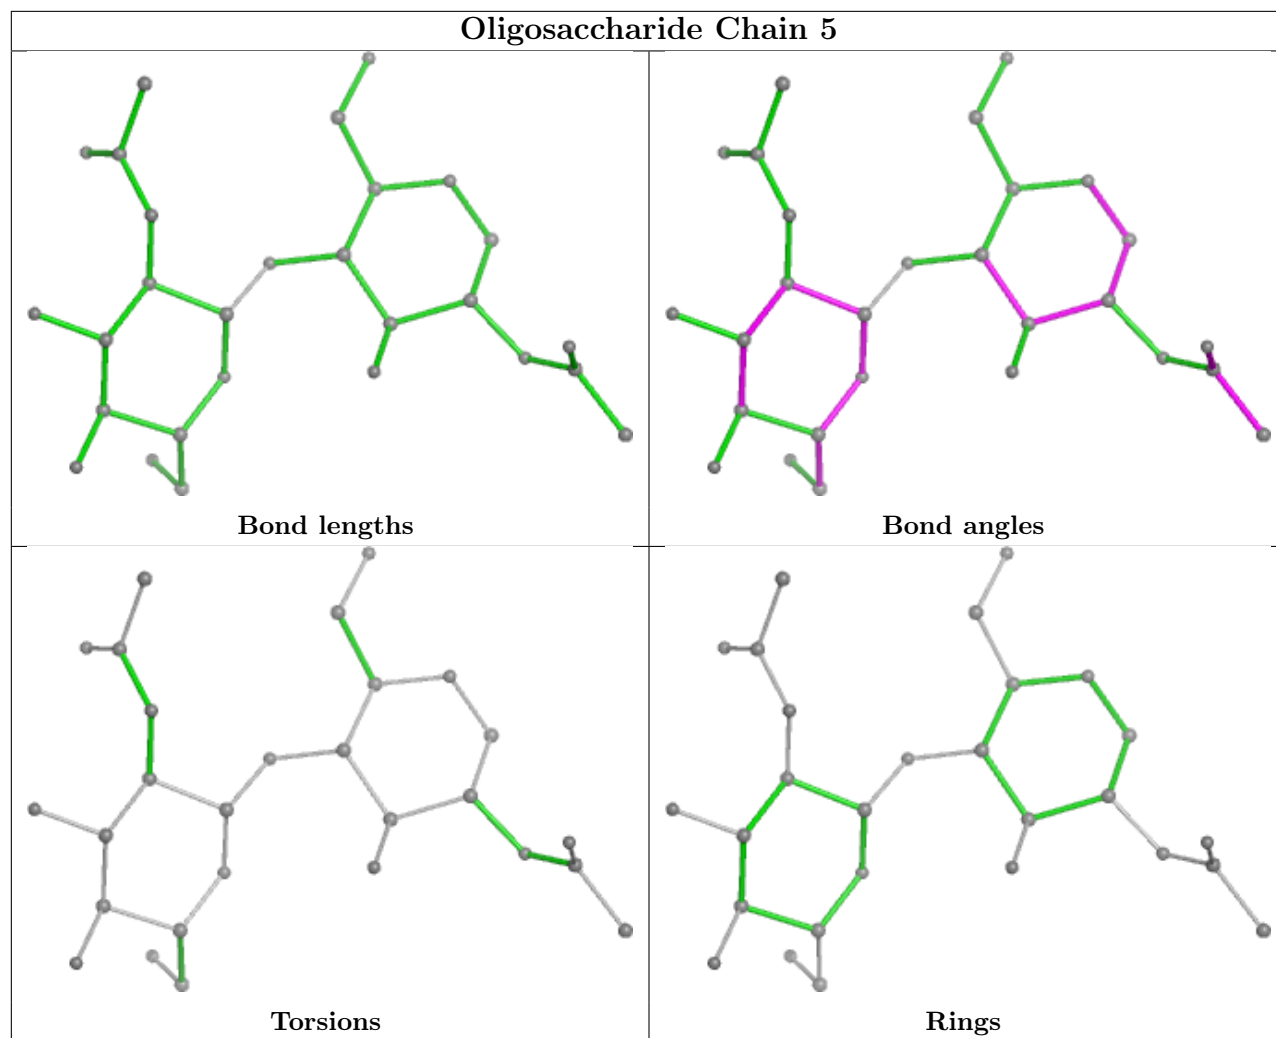 Oligosaccharide Chain 5
Bond lengths
Bond angles
Torsions
Rings